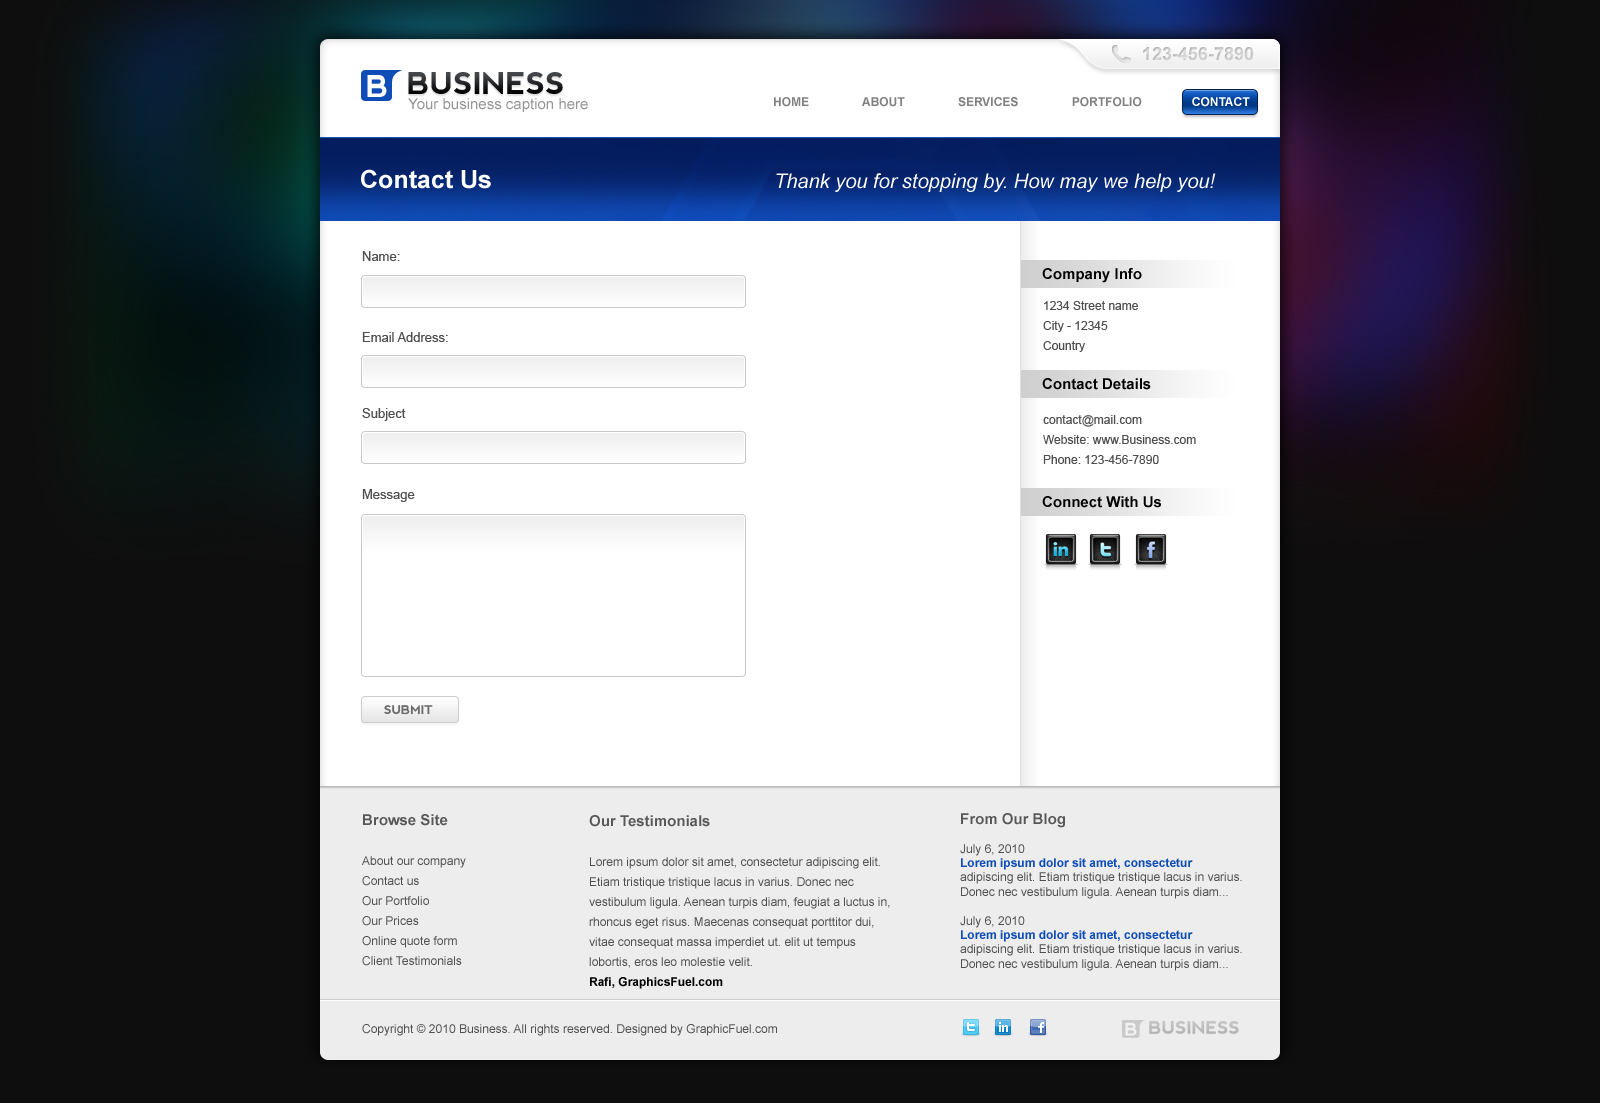 123-456-7890
B BUSINESS
Your business caption here
HOME ABOUT SERVICES PORTFOLIO CONTACT
Contact Us
Thank you for stopping by. How may we help you!
Name:
Email Address:
Subject
Message
SUBMIT
Company Info
1234 Street name
City - 12345
Country
Contact Details
contact@mail.com
Website: www.Business.com
Phone: 123-456-7890
Connect With Us
in t f
Browse Site
About our company
Contact us
Our Portfolio
Our Prices
Online quote form
Client Testimonials
Our Testimonials
Lorem ipsum dolor sit amet, consectetur adipiscing elit.
Etiam tristique tristique lacus in varius. Donec nec
vestibulum ligula. Aenean turpis diam, feugiat a luctus in,
rhoncus eget risus. Maecenas consequat porttitor dui,
vitae consequat massa imperdiet ut. elit ut tempus
lobortis, eros leo molestie velit.
Rafi, GraphicsFuel.com
From Our Blog
July 6, 2010
Lorem ipsum dolor sit amet, consectetur
adipiscing elit. Etiam tristique tristique lacus in varius.
Donec nec vestibulum ligula. Aenean turpis diam...
July 6, 2010
Lorem ipsum dolor sit amet, consectetur
adipiscing elit. Etiam tristique tristique lacus in varius.
Donec nec vestibulum ligula. Aenean turpis diam...
Copyright © 2010 Business. All rights reserved. Designed by GraphicFuel.com
t in f
B BUSINESS